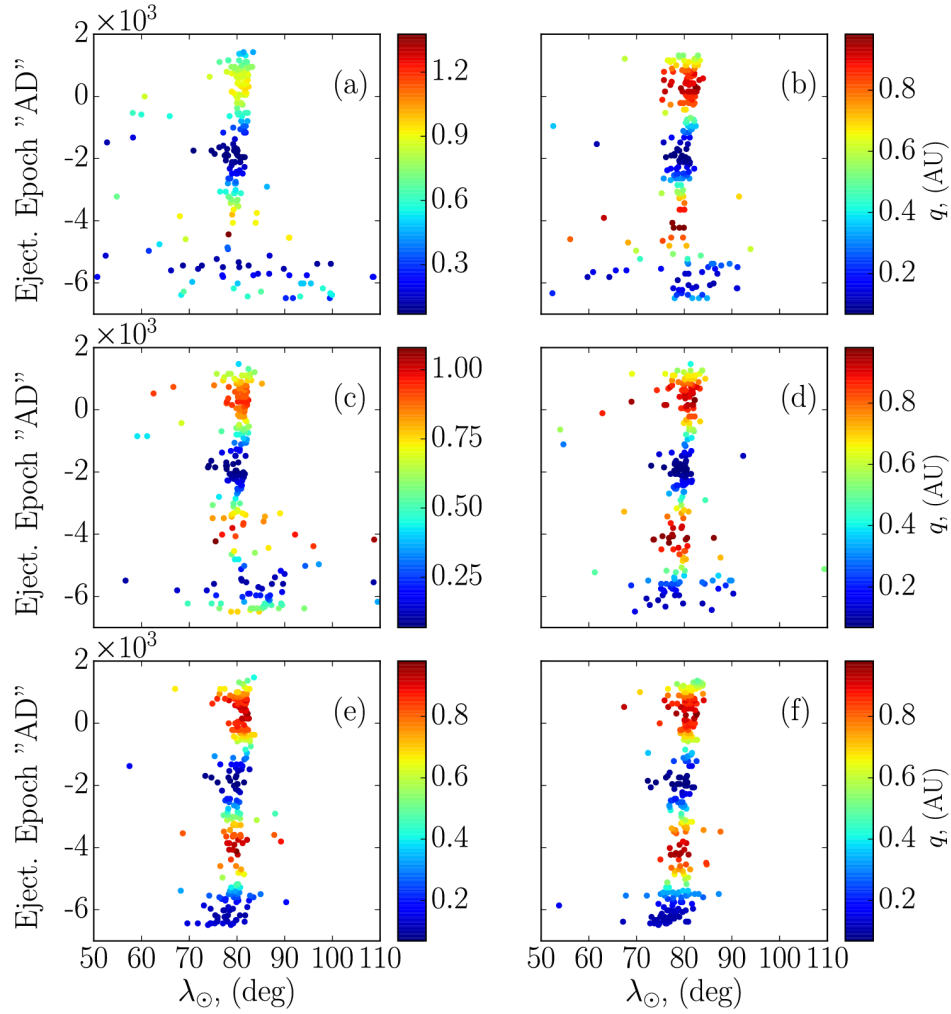 ×10³
2
0
-2
-4
-6
Eject. Epoch "AD"
(a)
1.2
0.9
0.6
0.3
(b)
0.8
0.6
0.4
0.2
q, (AU)
×10³
2
0
-2
-4
-6
Eject. Epoch "AD"
(c)
1.00
0.75
0.50
0.25
(d)
0.8
0.6
0.4
0.2
q, (AU)
×10³
2
0
-2
-4
-6
Eject. Epoch "AD"
(e)
0.8
0.6
0.4
0.2
(f)
0.8
0.6
0.4
0.2
q, (AU)
50 60 70 80 90 100 110
50 60 70 80 90 100 110
λ☉, (deg)
λ☉, (deg)